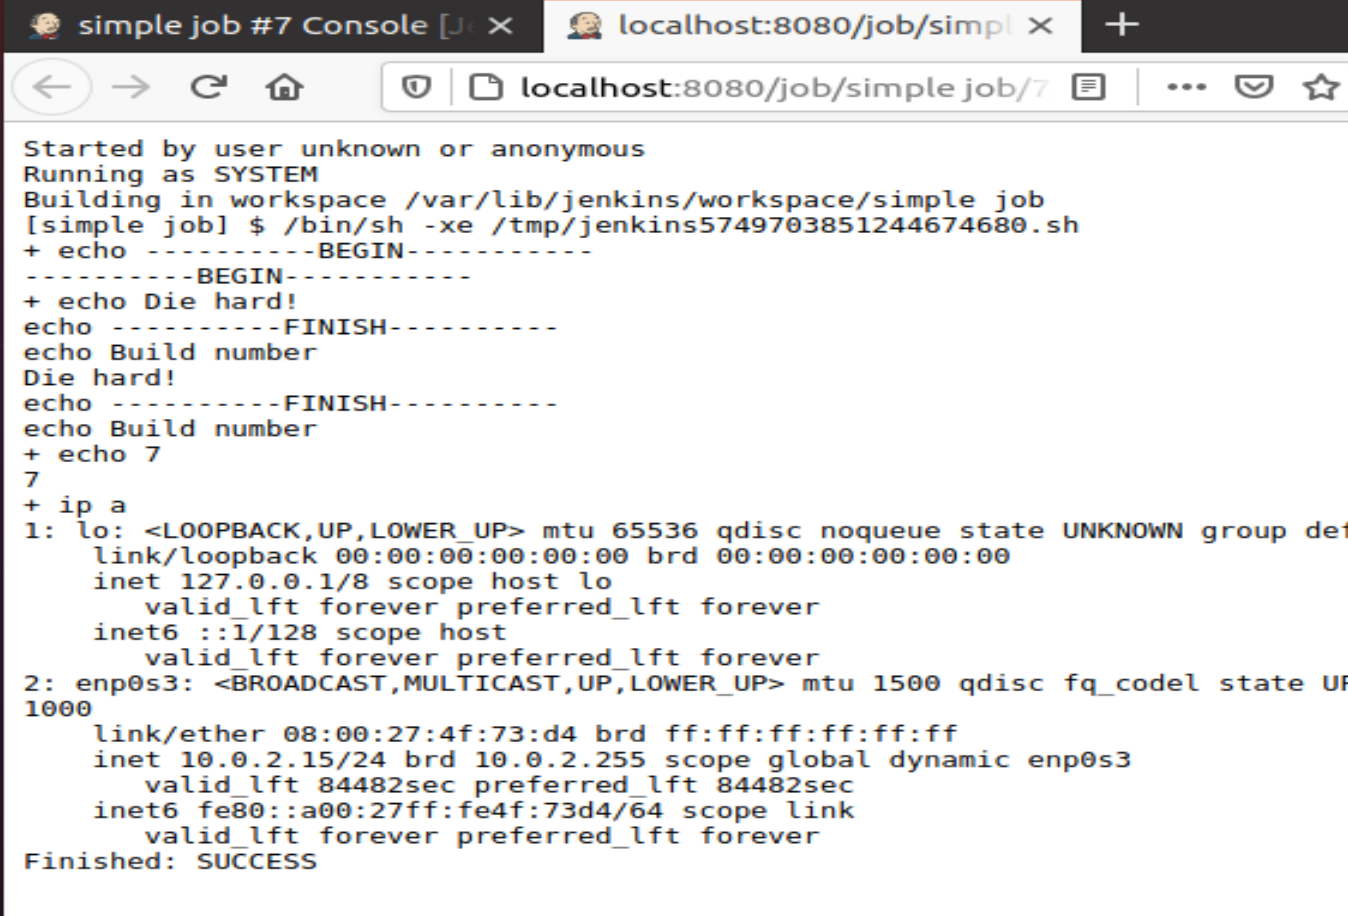 simple job #7 Console [Je
localhost:8080/job/simpl
localhost:8080/job/simple job/7
Started by user unknown or anonymous
Running as SYSTEM
Building in workspace /var/lib/jenkins/workspace/simple job
[simple job] $ /bin/sh -xe /tmp/jenkins5749703851244674680.sh
+ echo ----------BEGIN-----------
----------BEGIN-----------
+ echo Die hard!
echo ----------FINISH----------
echo Build number
Die hard!
echo ----------FINISH----------
echo Build number
+ echo 7
7
+ ip a
1: lo: <LOOPBACK,UP,LOWER_UP> mtu 65536 qdisc noqueue state UNKNOWN group def
link/loopback 00:00:00:00:00:00 brd 00:00:00:00:00:00
inet 127.0.0.1/8 scope host lo
valid_lft forever preferred_lft forever
inet6 ::1/128 scope host
valid_lft forever preferred_lft forever
2: enp0s3: <BROADCAST,MULTICAST,UP,LOWER_UP> mtu 1500 qdisc fq_codel state UP
1000
link/ether 08:00:27:4f:73:d4 brd ff:ff:ff:ff:ff:ff
inet 10.0.2.15/24 brd 10.0.2.255 scope global dynamic enp0s3
valid_lft 84482sec preferred_lft 84482sec
inet6 fe80::a00:27ff:fe4f:73d4/64 scope link
valid_lft forever preferred_lft forever
Finished: SUCCESS